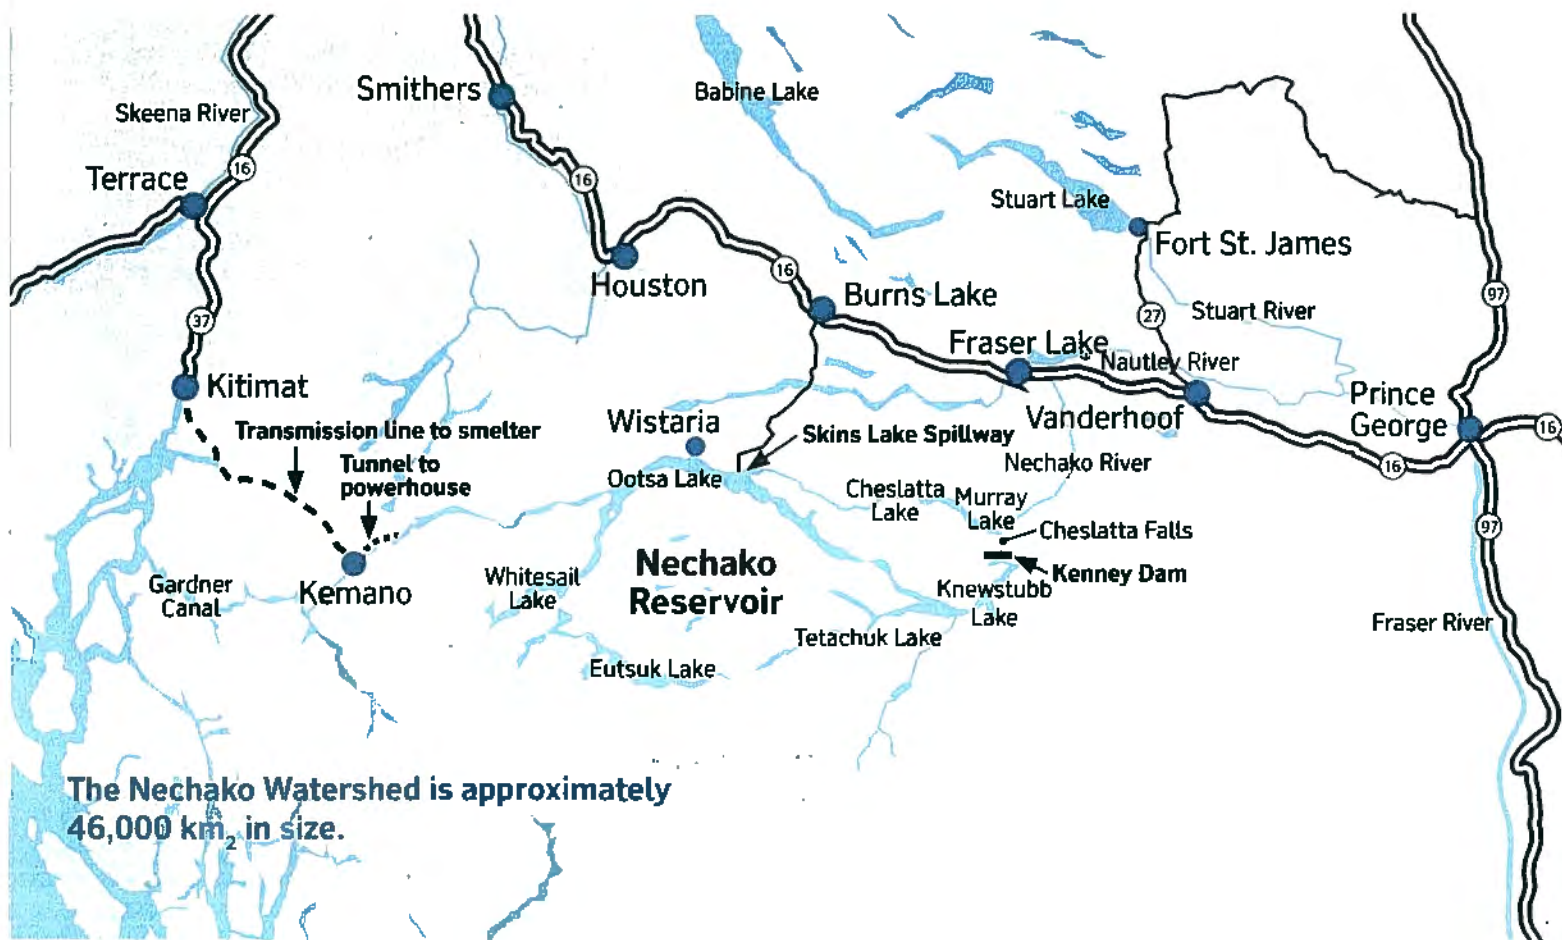 Skeena River
Terrace
16
37
Kitimat
Smithers
16
Houston
Babine Lake
16
Burns Lake
Stuart Lake
Fort St. James
Stuart River
27
97
Fraser Lake
Nautley River
Vanderhoof
Prince
George
16
16
97
Fraser River
Transmission line to smelter
Tunnel to
powerhouse
Kemano
Gardner
Canal
Wistaria
Ootsa Lake
Skins Lake Spillway
Cheslatta
Lake
Murray
Lake
Nechako River
Cheslatta Falls
Kenney Dam
Knewstubb
Lake
Nechako
Reservoir
Whitesail
Lake
Tetachuk Lake
Eutsuk Lake
The Nechako Watershed is approximately
46,000 km₂ in size.